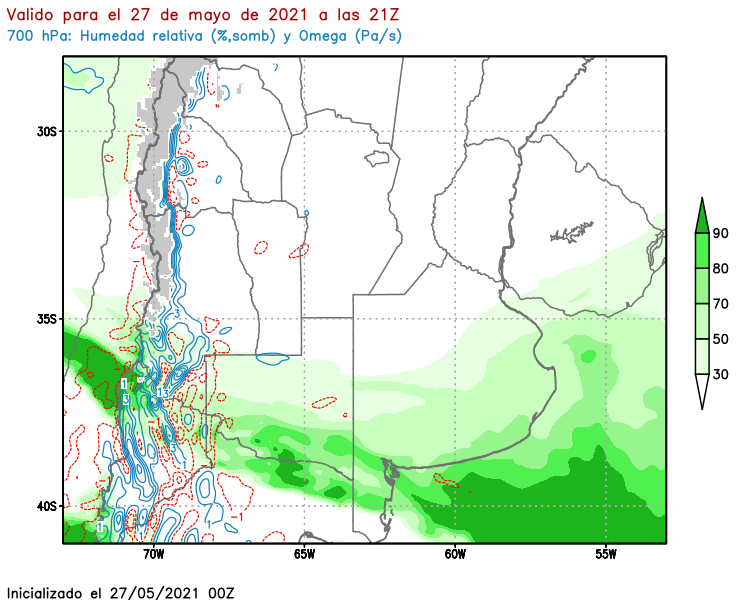 Valido para el 27 de mayo de 2021 a las 21Z
700 hPa: Humedad relativa (%,somb) y Omega (Pa/s)
30S
35S
40S
70W
65W
60W
55W
90
80
70
50
30
3
1
3
13
1
1
1
Inicializado el 27/05/2021 00Z